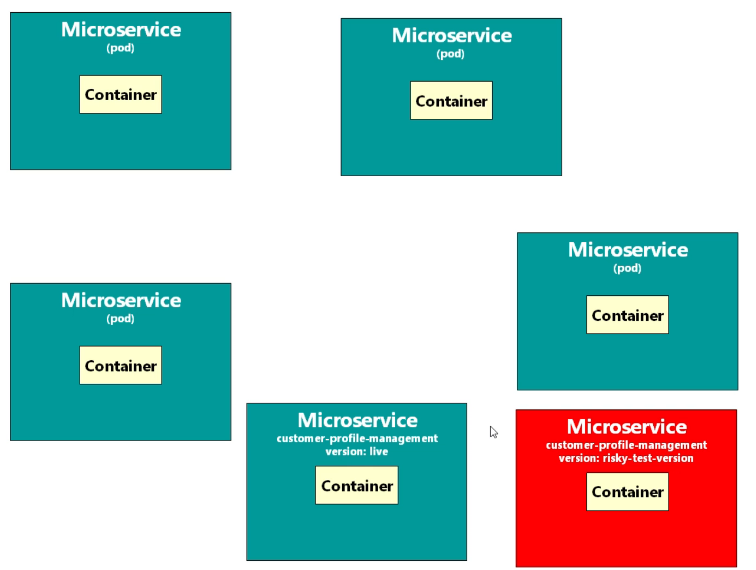 Microservice
(pod)
Container
Microservice
(pod)
Container
Microservice
(pod)
Container
Microservice
(pod)
Container
Microservice
customer-profile-management
version: live
Container
Microservice
customer-profile-management
version: risky-test-version
Container